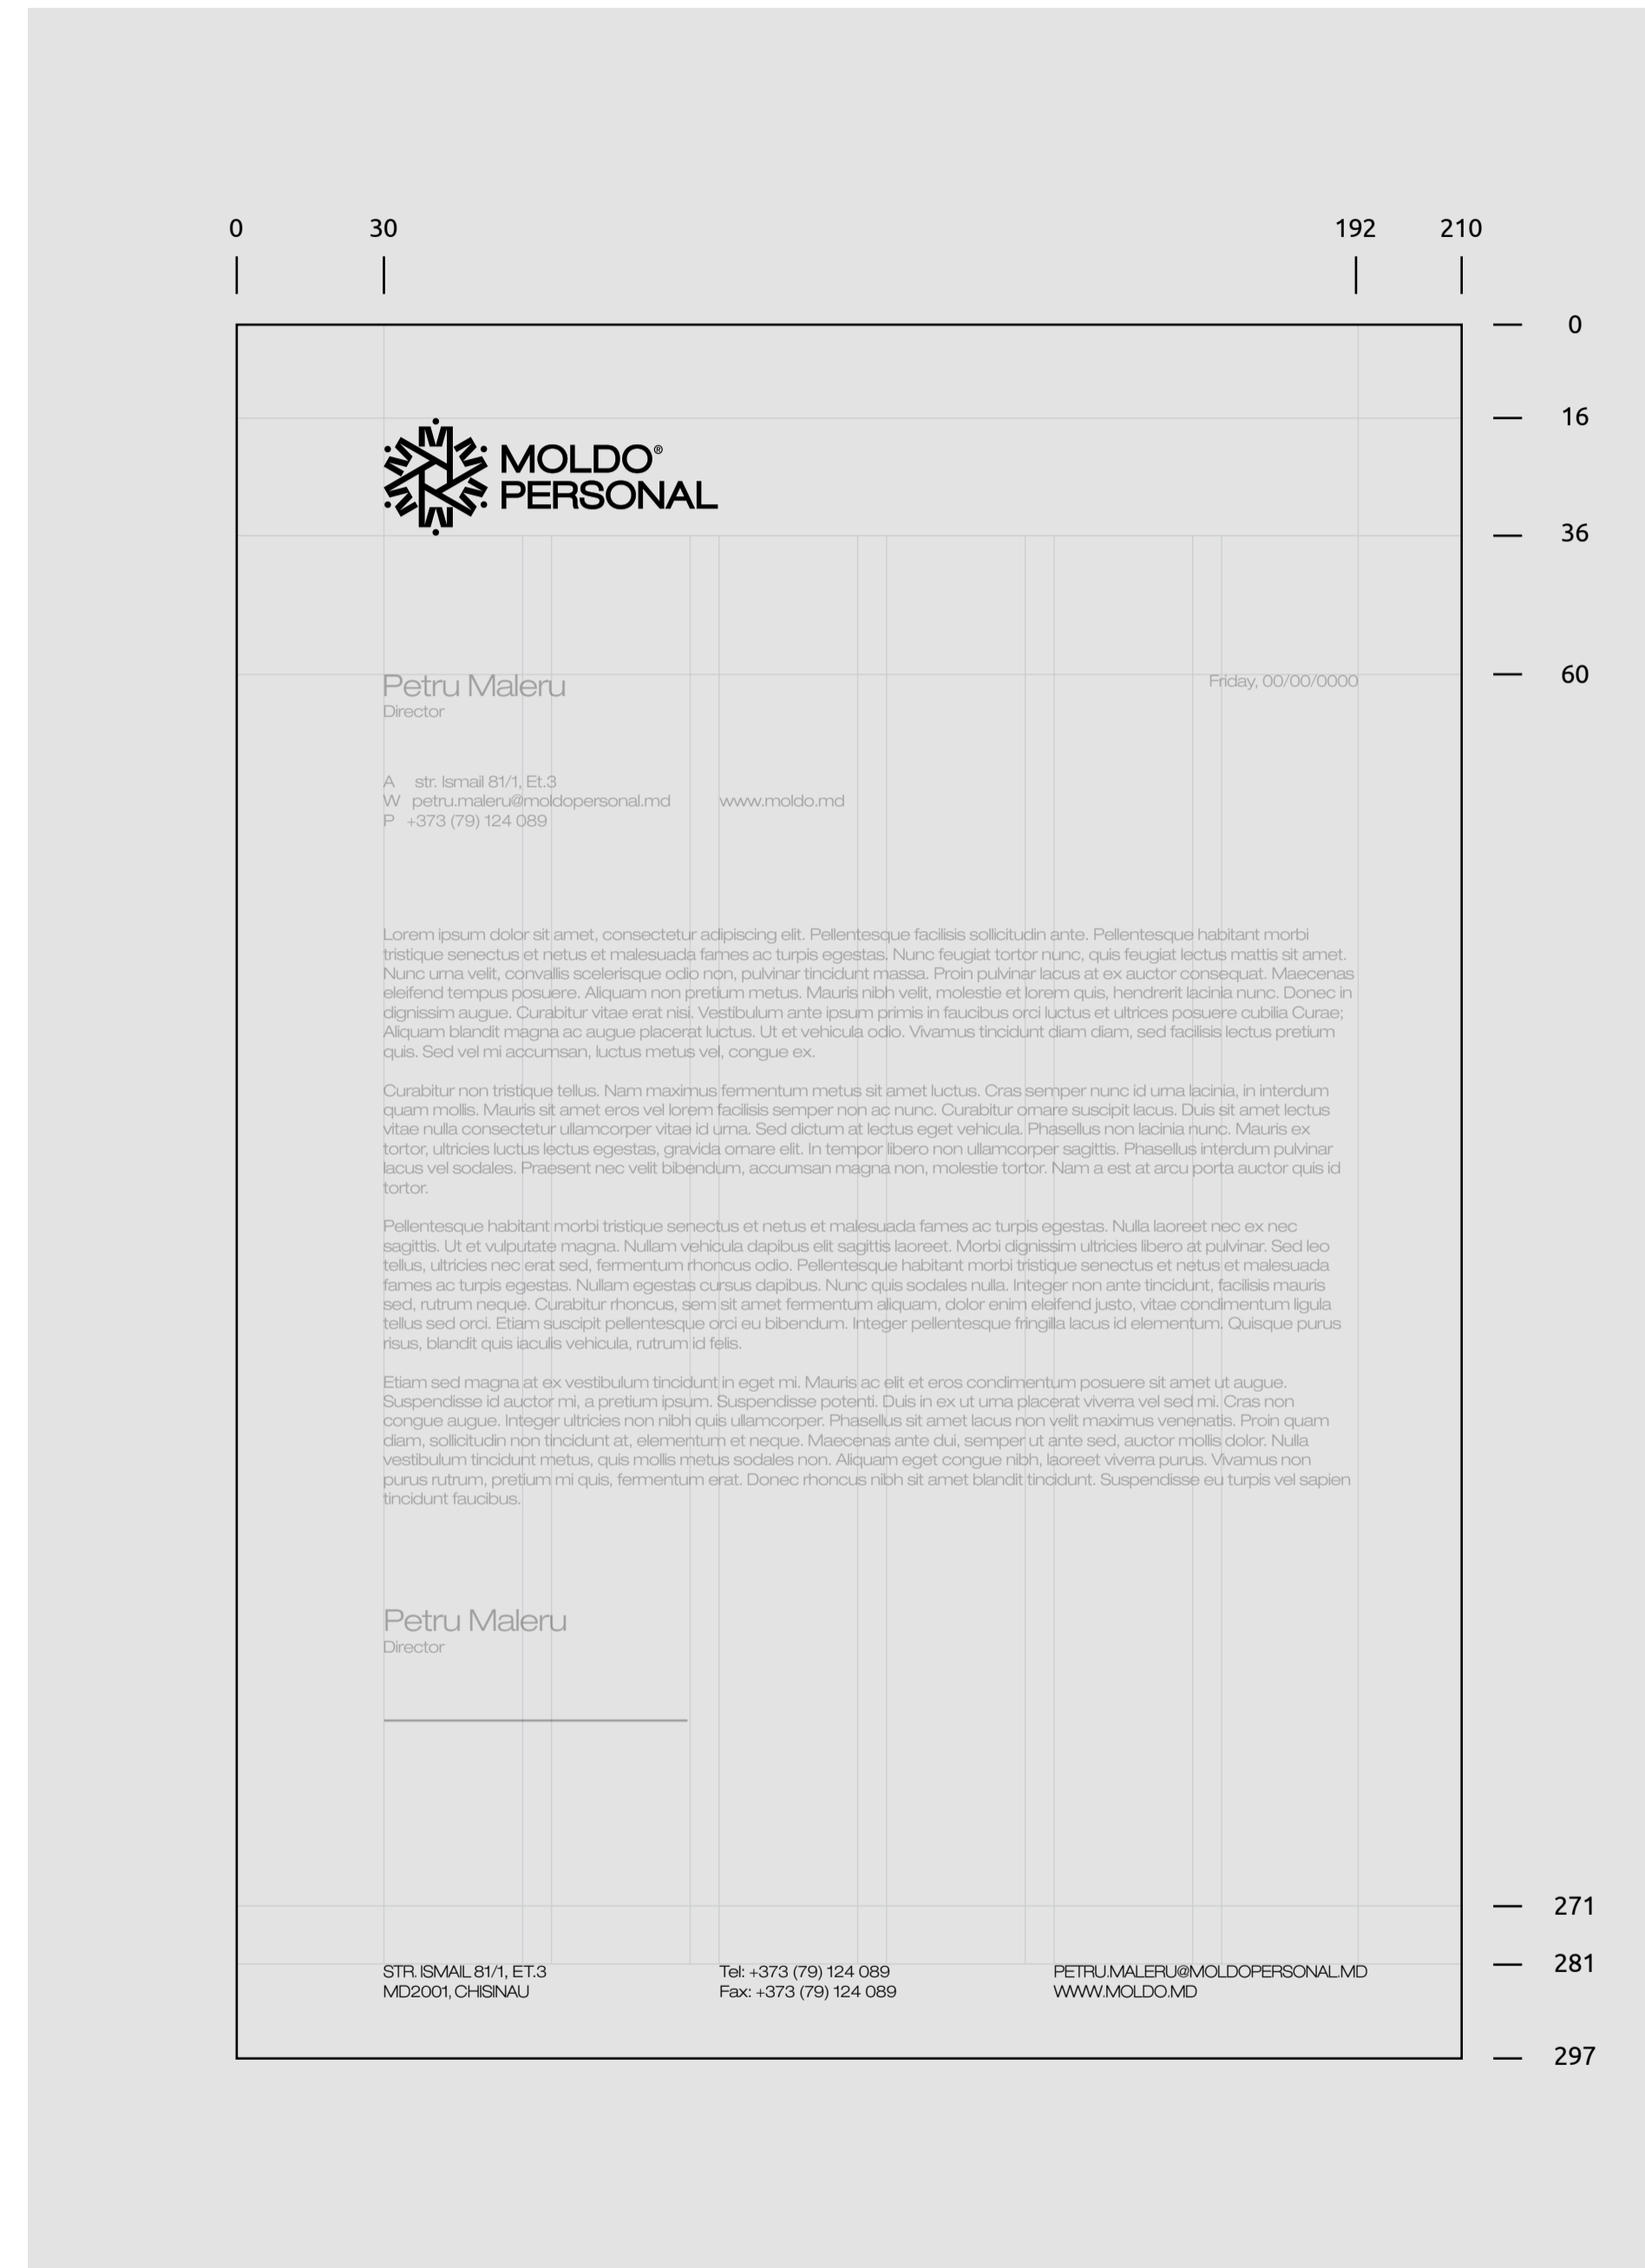 0 30 192 210
0
16
MOLDO®
PERSONAL
36
60
Petru Maleru
Friday, 00/00/0000
Director
A str. Ismail 81/1, Et.3
W petru.maleru@moldopersonal.md www.moldo.md
P +373 (79) 124 089
Lorem ipsum dolor sit amet, consectetur adipiscing elit. Pellentesque facilisis sollicitudin ante. Pellentesque habitant morbi
tristique senectus et netus et malesuada fames ac turpis egestas. Nunc feugiat tortor nunc, quis feugiat lectus mattis sit amet.
Nunc urna velit, convallis scelerisque odio non, pulvinar tincidunt massa. Proin pulvinar lacus at ex auctor consequat. Maecenas
eleifend tempus posuere. Aliquam non pretium metus. Mauris nibh velit, molestie et lorem quis, hendrerit lacinia nunc. Donec in
dignissim augue. Curabitur vitae erat nisi. Vestibulum ante ipsum primis in faucibus orci luctus et ultrices posuere cubilia Curae;
Aliquam blandit magna ac augue placerat luctus. Ut et vehicula odio. Vivamus tincidunt diam diam, sed facilisis lectus pretium
quis. Sed vel mi accumsan, luctus metus vel, congue ex.
Curabitur non tristique tellus. Nam maximus fermentum metus sit amet luctus. Cras semper nunc id urna lacinia, in interdum
quam mollis. Mauris sit amet eros vel lorem facilisis semper non ac nunc. Curabitur ornare suscipit lacus. Duis sit amet lectus
vitae nulla consectetur ullamcorper vitae id urna. Sed dictum at lectus eget vehicula. Phasellus non lacinia nunc. Mauris ex
tortor, ultricies luctus lectus egestas, gravida ornare elit. In tempor libero non ullamcorper sagittis. Phasellus interdum pulvinar
lacus vel sodales. Praesent nec velit bibendum, accumsan magna non, molestie tortor. Nam a est at arcu porta auctor quis id
tortor.
Pellentesque habitant morbi tristique senectus et netus et malesuada fames ac turpis egestas. Nulla laoreet nec ex nec
sagittis. Ut et vulputate magna. Nullam vehicula dapibus elit sagittis laoreet. Morbi dignissim ultricies libero at pulvinar. Sed leo
tellus, ultricies nec erat sed, fermentum rhoncus odio. Pellentesque habitant morbi tristique senectus et netus et malesuada
fames ac turpis egestas. Nullam egestas cursus dapibus. Nunc quis sodales nulla. Integer non ante tincidunt, facilisis mauris
sed, rutrum neque. Curabitur rhoncus, sem sit amet fermentum aliquam, dolor enim eleifend justo, vitae condimentum ligula
tellus sed orci. Etiam suscipit pellentesque orci eu bibendum. Integer pellentesque fringilla lacus id elementum. Quisque purus
risus, blandit quis iaculis vehicula, rutrum id felis.
Etiam sed magna at ex vestibulum tincidunt in eget mi. Mauris ac elit et eros condimentum posuere sit amet ut augue.
Suspendisse id auctor mi, a pretium ipsum. Suspendisse potenti. Duis in ex ut urna placerat viverra vel sed mi. Cras non
congue augue. Integer ultricies non nibh quis ullamcorper. Phasellus sit amet lacus non velit maximus venenatis. Proin quam
diam, sollicitudin non tincidunt at, elementum et neque. Maecenas ante dui, semper ut ante sed, auctor mollis dolor. Nulla
vestibulum tincidunt metus, quis mollis metus sodales non. Aliquam eget congue nibh, laoreet viverra purus. Vivamus non
purus rutrum, pretium mi quis, fermentum erat. Donec rhoncus nibh sit amet blandit tincidunt. Suspendisse eu turpis vel sapien
tincidunt faucibus.
Petru Maleru
Director
271
281
STR. ISMAIL 81/1, ET.3
MD2001, CHISINAU
Tel: +373 (79) 124 089
Fax: +373 (79) 124 089
PETRU.MALERU@MOLDOPERSONAL.MD
WWW.MOLDO.MD
297